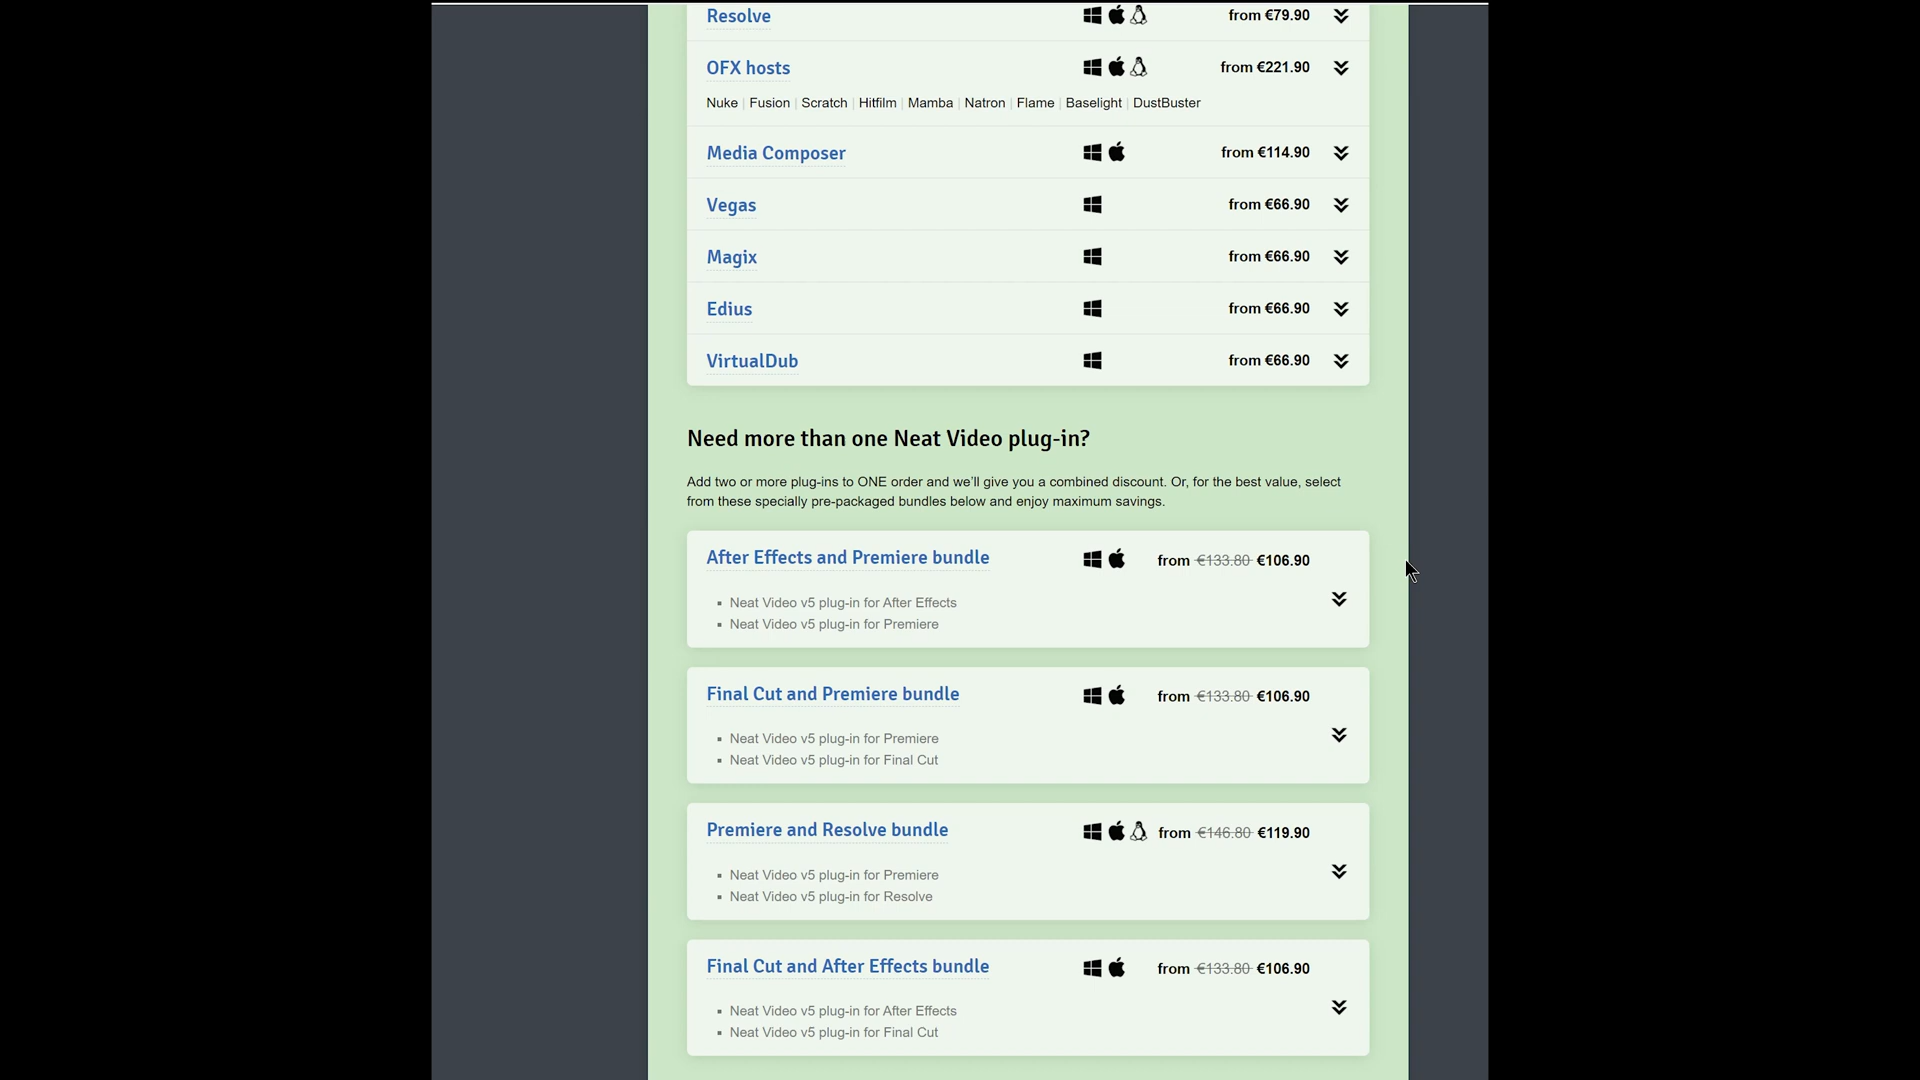 Resolve from €79.90
OFX hosts from €221.90
Nuke | Fusion | Scratch | Hitfilm | Mamba | Natron | Flame | Baselight | DustBuster
Media Composer from €114.90
Vegas from €66.90
Magix from €66.90
Edius from €66.90
VirtualDub from €66.90
Need more than one Neat Video plug-in?
Add two or more plug-ins to ONE order and we’ll give you a combined discount. Or, for the best value, select
from these specially pre-packaged bundles below and enjoy maximum savings.
After Effects and Premiere bundle from €133.80 €106.90
▪ Neat Video v5 plug-in for After Effects
▪ Neat Video v5 plug-in for Premiere
Final Cut and Premiere bundle from €133.80 €106.90
▪ Neat Video v5 plug-in for Premiere
▪ Neat Video v5 plug-in for Final Cut
Premiere and Resolve bundle from €146.80 €119.90
▪ Neat Video v5 plug-in for Premiere
▪ Neat Video v5 plug-in for Resolve
Final Cut and After Effects bundle from €133.80 €106.90
▪ Neat Video v5 plug-in for After Effects
▪ Neat Video v5 plug-in for Final Cut